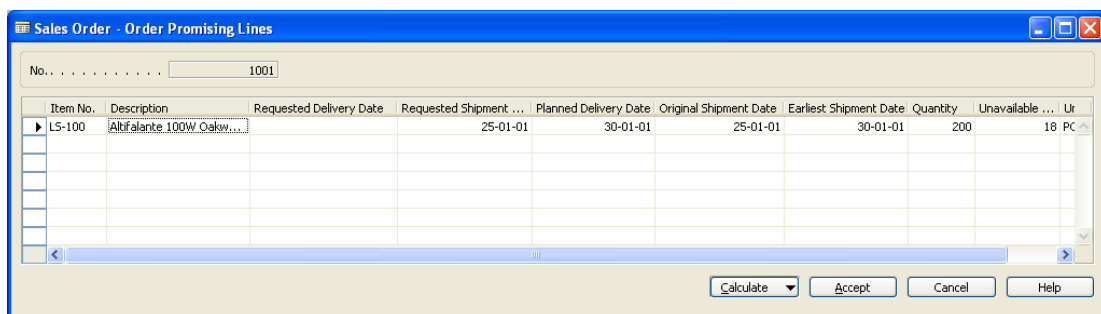 Sales Order - Order Promising Lines
No. . . . . . . . . . . . 1001
Item No. Description Requested Delivery Date Requested Shipment ... Planned Delivery Date Original Shipment Date Earliest Shipment Date Quantity Unavailable ... Ur
LS-100 Altifalante 100W Oakw... 25-01-01 30-01-01 25-01-01 30-01-01 200 18 PC
Calculate Accept Cancel Help